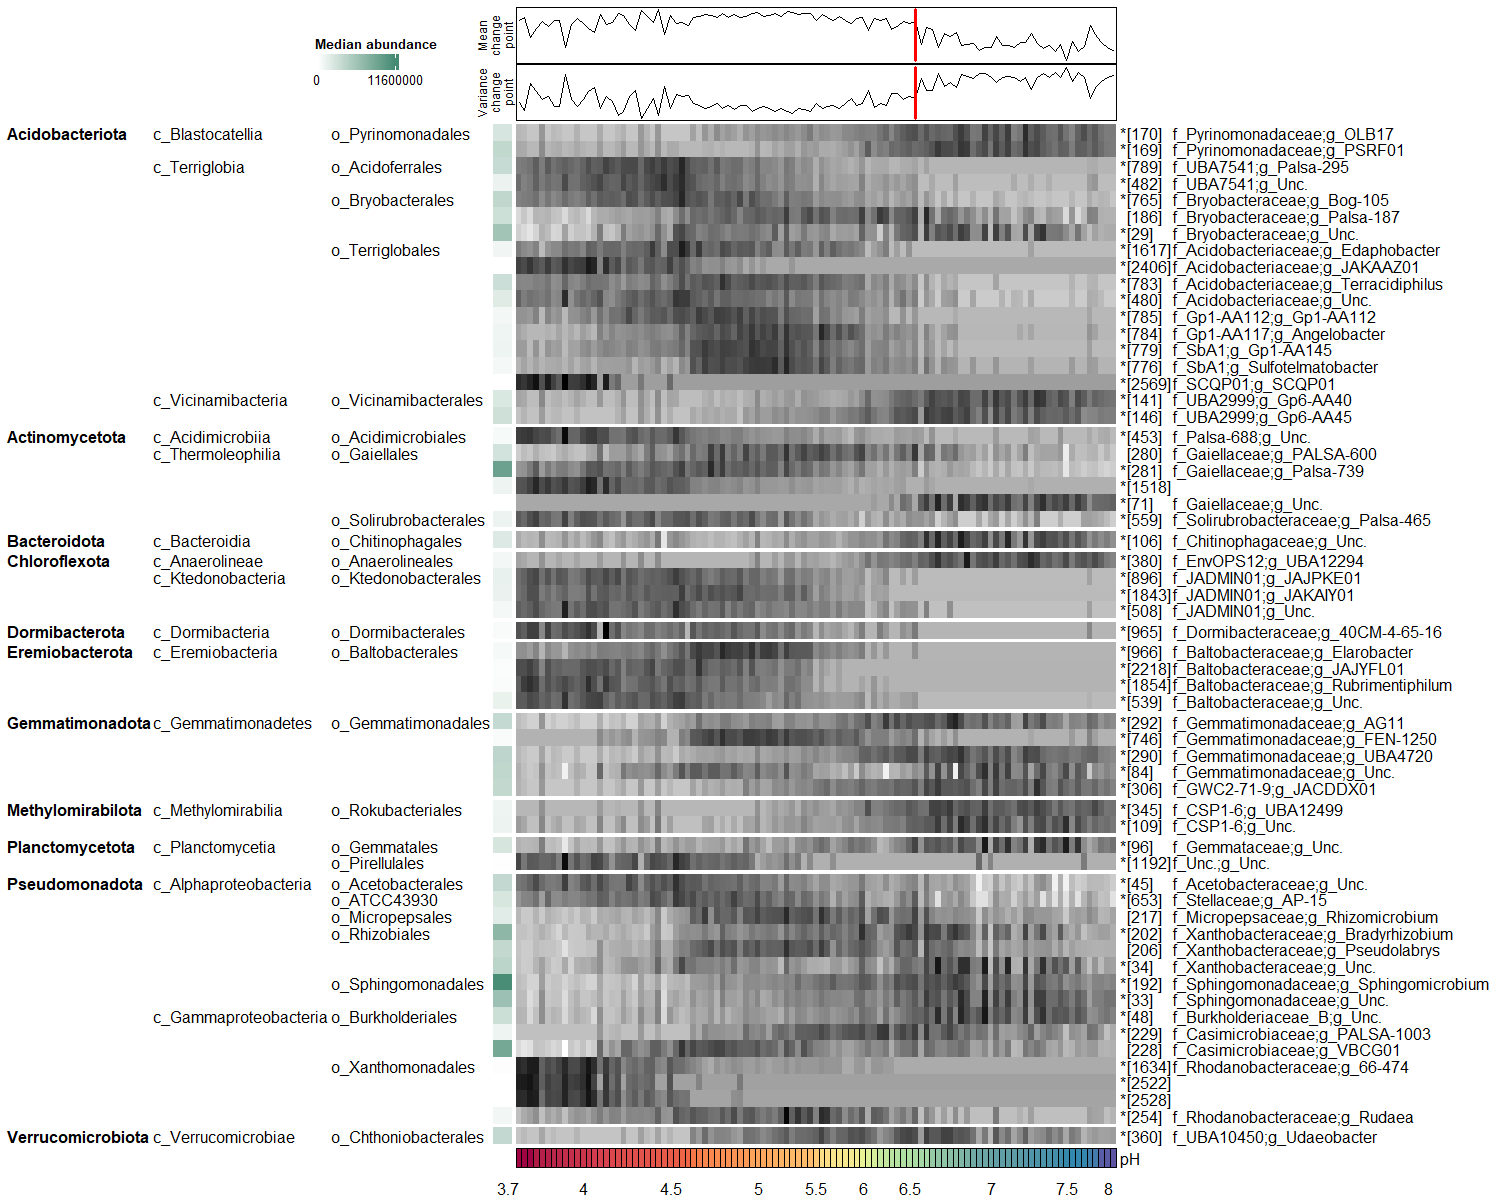 Median abundance
0 11600000
Mean change point
Variance change point
Acidobacteriota c_Blastocatellia o_Pyrinomonadales *[170] f_Pyrinomonadaceae;g_OLB17
*[169] f_Pyrinomonadaceae;g_PSRF01
c_Terriglobia o_Acidoferrales *[789] f_UBA7541;g_Palsa-295
*[482] f_UBA7541;g_Unc.
o_Bryobacterales *[765] f_Bryobacteraceae;g_Bog-105
[186] f_Bryobacteraceae;g_Palsa-187
*[29] f_Bryobacteraceae;g_Unc.
o_Terriglobales *[1617] f_Acidobacteriaceae;g_Edaphobacter
*[2406] f_Acidobacteriaceae;g_JAKAAZ01
*[783] f_Acidobacteriaceae;g_Terracidiphilus
*[480] f_Acidobacteriaceae;g_Unc.
*[785] f_Gp1-AA112;g_Gp1-AA112
*[784] f_Gp1-AA117;g_Angelobacter
*[779] f_SbA1;g_Gp1-AA145
*[776] f_SbA1;g_Sulfotelmatobacter
*[2569] f_SCQP01;g_SCQP01
c_Vicinamibacteria o_Vicinamibacterales *[141] f_UBA2999;g_Gp6-AA40
*[146] f_UBA2999;g_Gp6-AA45
Actinomycetota c_Acidimicrobiia o_Acidimicrobiales *[453] f_Palsa-688;g_Unc.
c_Thermoleophilia o_Gaiellales [280] f_Gaiellaceae;g_PALSA-600
*[281] f_Gaiellaceae;g_Palsa-739
*[1518]
*[71] f_Gaiellaceae;g_Unc.
o_Solirubrobacterales *[559] f_Solirubrobacteraceae;g_Palsa-465
Bacteroidota c_Bacteroidia o_Chitinophagales *[106] f_Chitinophagaceae;g_Unc.
Chloroflexota c_Anaerolineae o_Anaerolineales *[380] f_EnvOPS12;g_UBA12294
c_Ktedonobacteria o_Ktedonobacterales *[896] f_JADMIN01;g_JAJPKE01
*[1843] f_JADMIN01;g_JAKAIY01
*[508] f_JADMIN01;g_Unc.
Dormibacterota c_Dormibacteria o_Dormibacterales *[965] f_Dormibacteraceae;g_40CM-4-65-16
Eremiobacterota c_Eremiobacteria o_Baltobacterales *[966] f_Baltobacteraceae;g_Elarobacter
*[2218] f_Baltobacteraceae;g_JAJYFL01
*[1854] f_Baltobacteraceae;g_Rubrimentiphilum
*[539] f_Baltobacteraceae;g_Unc.
Gemmatimonadota c_Gemmatimonadetes o_Gemmatimonadales *[292] f_Gemmatimonadaceae;g_AG11
*[746] f_Gemmatimonadaceae;g_FEN-1250
*[290] f_Gemmatimonadaceae;g_UBA4720
*[84] f_Gemmatimonadaceae;g_Unc.
*[306] f_GWC2-71-9;g_JACDDX01
Methylomirabilota c_Methylomirabilia o_Rokubacteriales *[345] f_CSP1-6;g_UBA12499
*[109] f_CSP1-6;g_Unc.
Planctomycetota c_Planctomycetia o_Gemmatales *[96] f_Gemmataceae;g_Unc.
o_Pirellulales *[1192] f_Unc.;g_Unc.
Pseudomonadota c_Alphaproteobacteria o_Acetobacterales *[45] f_Acetobacteraceae;g_Unc.
o_ATCC43930 *[653] f_Stellaceae;g_AP-15
o_Micropepsales [217] f_Micropepsaceae;g_Rhizomicrobium
o_Rhizobiales *[202] f_Xanthobacteraceae;g_Bradyrhizobium
[206] f_Xanthobacteraceae;g_Pseudolabrys
*[34] f_Xanthobacteraceae;g_Unc.
o_Sphingomonadales *[192] f_Sphingomonadaceae;g_Sphingomicrobium
*[33] f_Sphingomonadaceae;g_Unc.
c_Gammaproteobacteria o_Burkholderiales *[48] f_Burkholderiaceae_B;g_Unc.
*[229] f_Casimicrobiaceae;g_PALSA-1003
[228] f_Casimicrobiaceae;g_VBCG01
o_Xanthomonadales *[1634] f_Rhodanobacteraceae;g_66-474
*[2522]
*[2528]
*[254] f_Rhodanobacteraceae;g_Rudaea
Verrucomicrobiota c_Verrucomicrobiae o_Chthoniobacterales *[360] f_UBA10450;g_Udaeobacter
pH
3.7 4 4.5 5 5.5 6 6.5 7 7.5 8